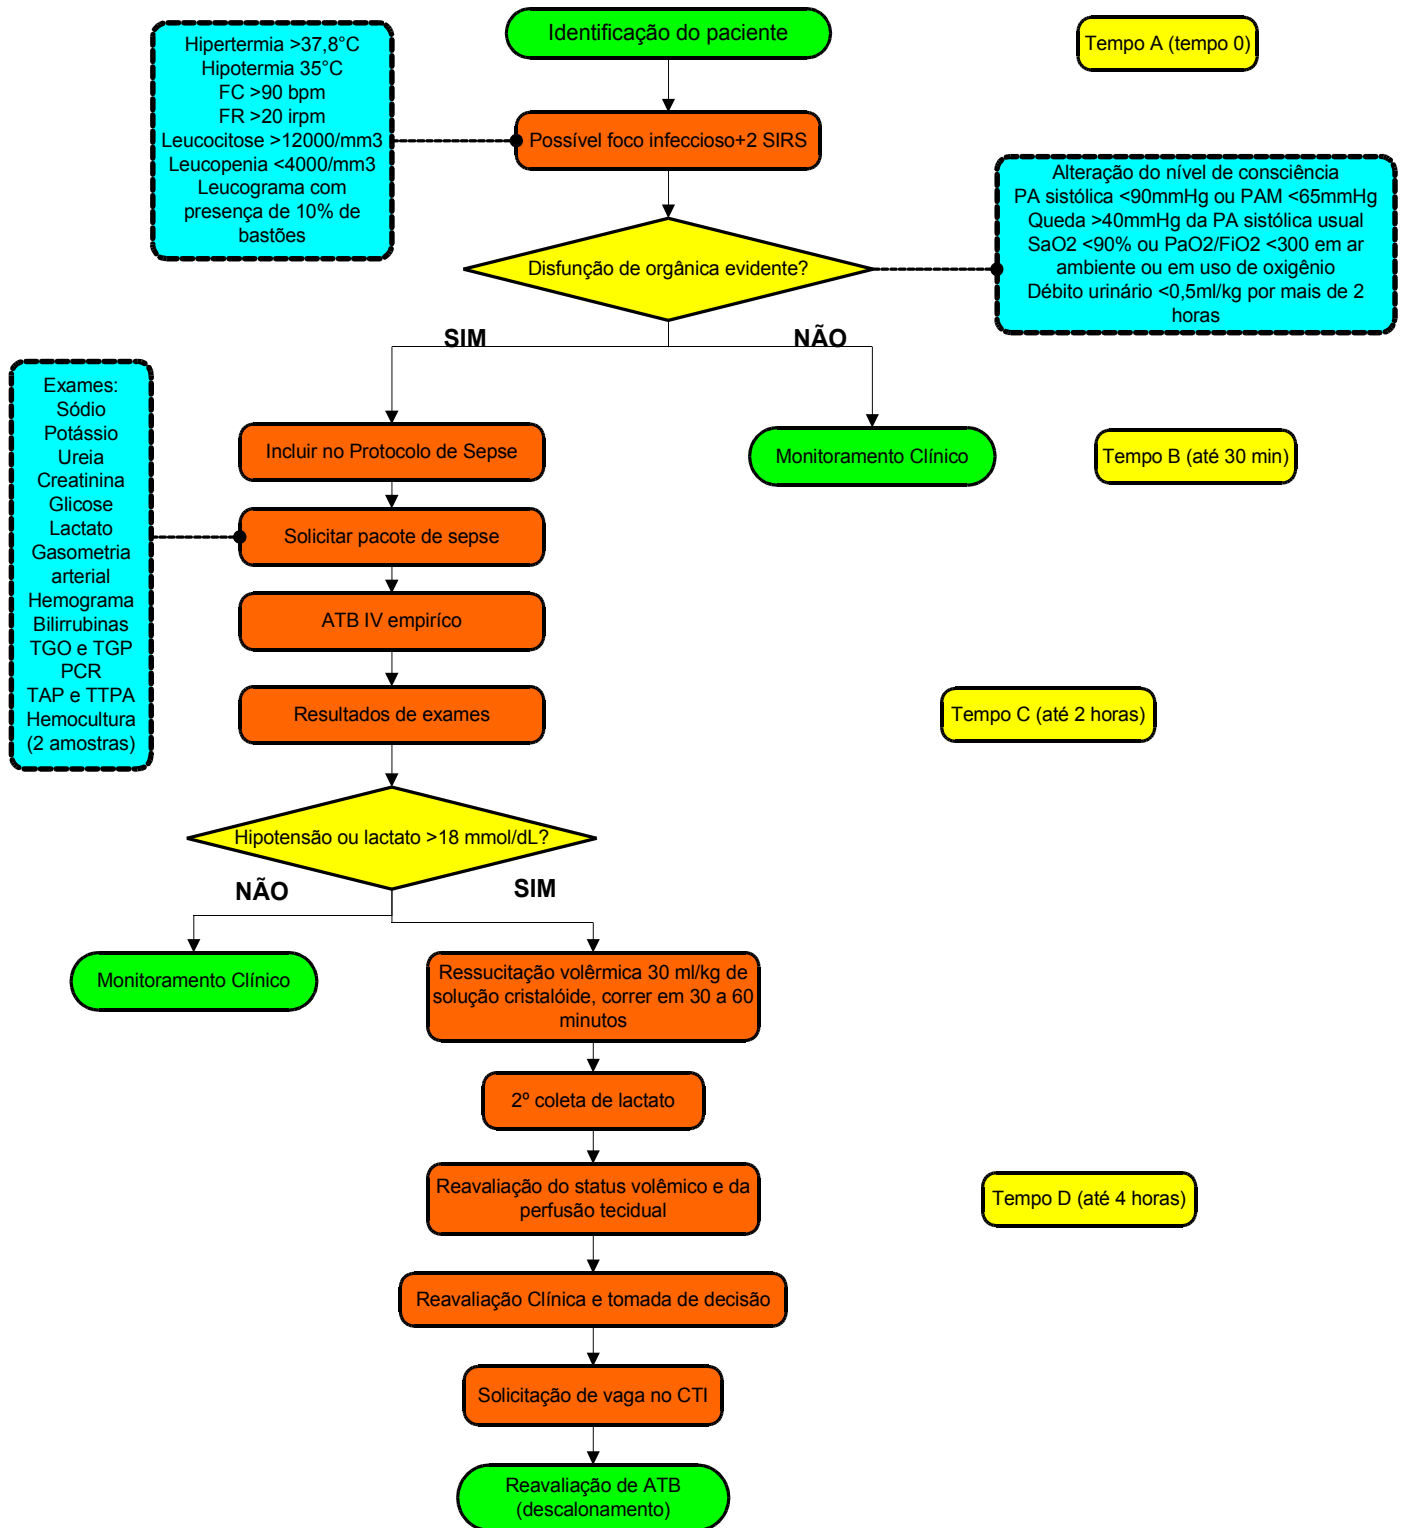 Identificação do paciente
Tempo A (tempo 0)
Hipertermia >37,8°C
Hipotermia 35°C
FC >90 bpm
FR >20 irpm
Leucocitose >12000/mm3
Leucopenia <4000/mm3
Leucograma com
presença de 10% de
bastões
Possível foco infeccioso+2 SIRS
Alteração do nível de consciência
PA sistólica <90mmHg ou PAM <65mmHg
Queda >40mmHg da PA sistólica usual
SaO2 <90% ou PaO2/FiO2 <300 em ar
ambiente ou em uso de oxigênio
Débito urinário <0,5ml/kg por mais de 2
horas
Disfunção de orgânica evidente?
SIM
NÃO
Exames:
Sódio
Potássio
Ureia
Creatinina
Glicose
Lactato
Gasometria
arterial
Hemograma
Bilirrubinas
TGO e TGP
PCR
TAP e TTPA
Hemocultura
(2 amostras)
Incluir no Protocolo de Sepse
Monitoramento Clínico
Tempo B (até 30 min)
Solicitar pacote de sepse
ATB IV empiríco
Resultados de exames
Tempo C (até 2 horas)
Hipotensão ou lactato >18 mmol/dL?
NÃO
SIM
Monitoramento Clínico
Ressucitação volêrmica 30 ml/kg de
solução cristalóide, correr em 30 a 60
minutos
2º coleta de lactato
Reavaliação do status volêmico e da
perfusão tecidual
Tempo D (até 4 horas)
Reavaliação Clínica e tomada de decisão
Solicitação de vaga no CTI
Reavaliação de ATB
(descalonamento)